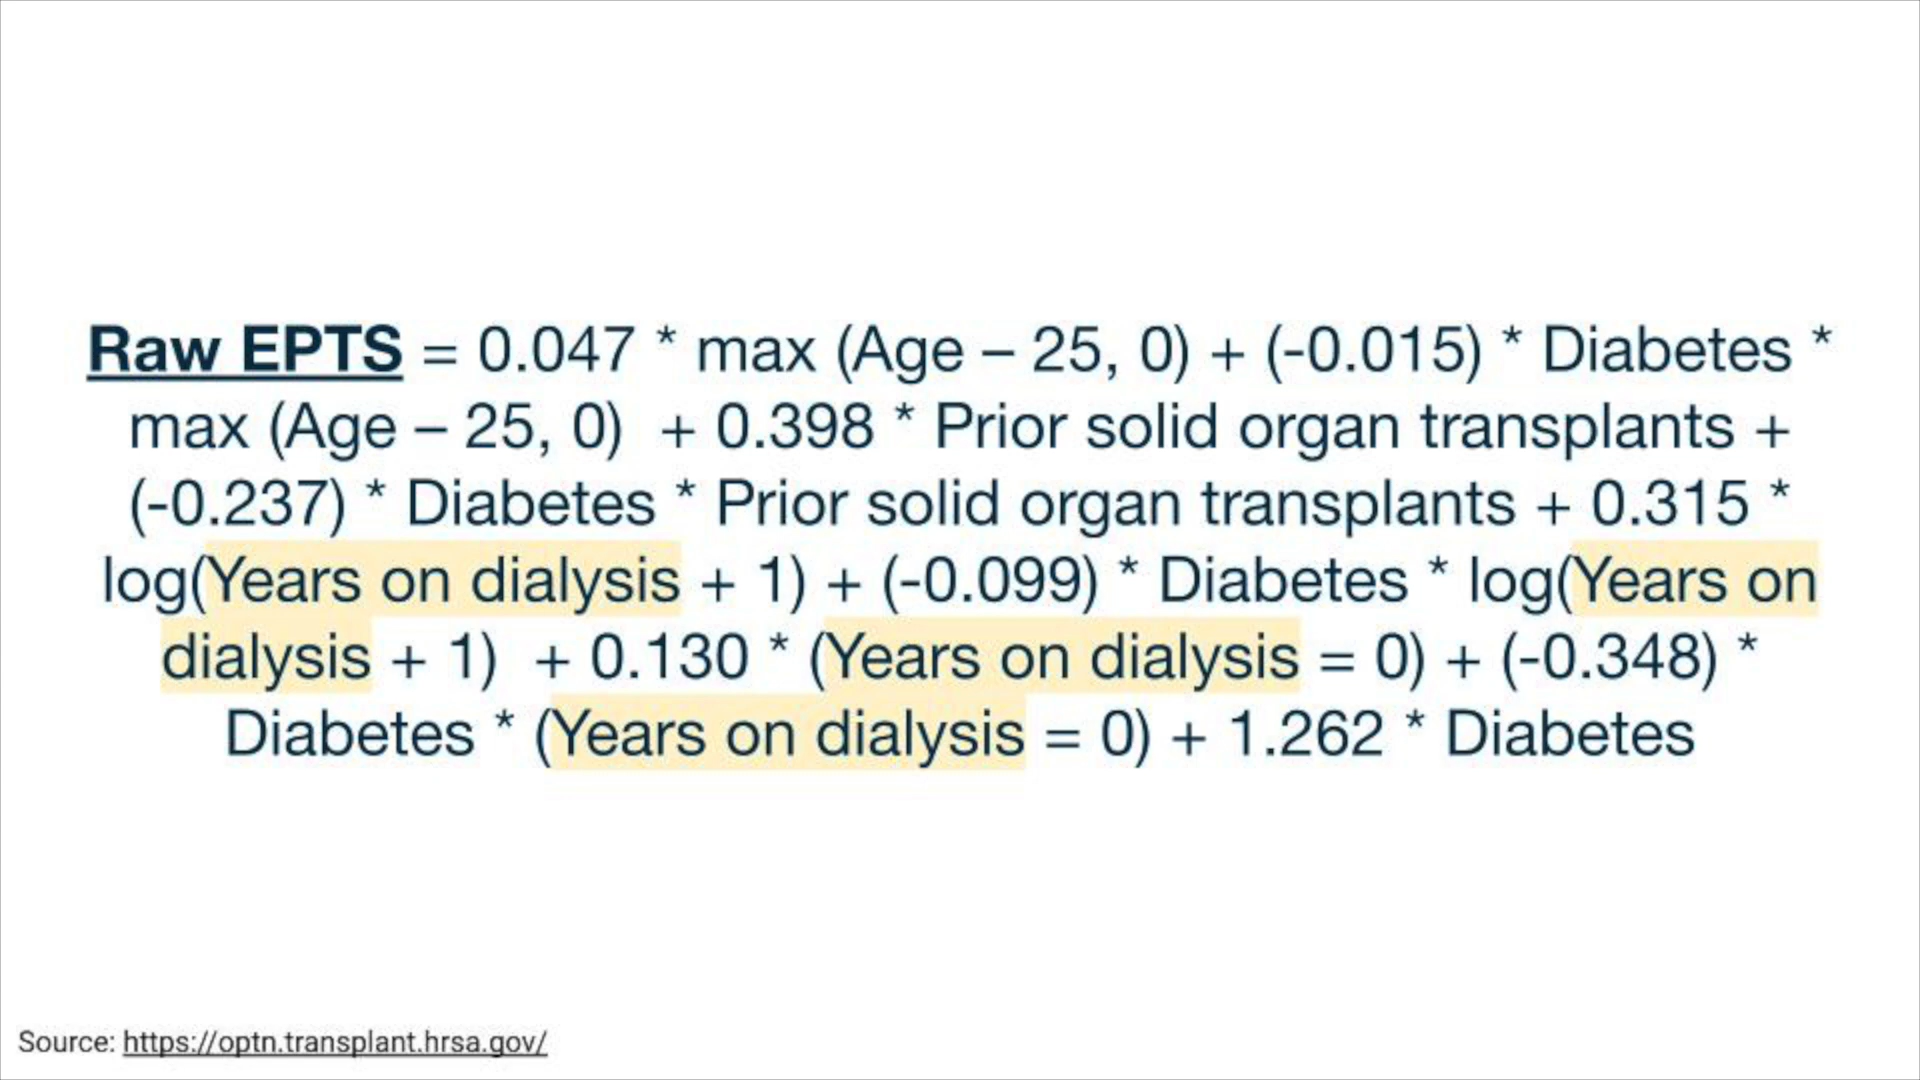 Raw EPTS = 0.047 * max (Age – 25, 0) + (-0.015) * Diabetes *
max (Age – 25, 0)  + 0.398 * Prior solid organ transplants +
(-0.237) * Diabetes * Prior solid organ transplants + 0.315 *
log(Years on dialysis + 1) + (-0.099) * Diabetes * log(Years on
dialysis + 1)  + 0.130 * (Years on dialysis = 0) + (-0.348) *
Diabetes * (Years on dialysis = 0) + 1.262 * Diabetes
Source: https://optn.transplant.hrsa.gov/